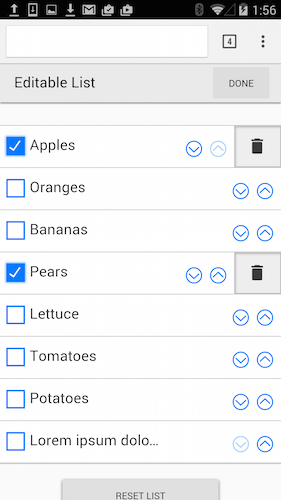 1:56
4
Editable List
DONE
Apples
Oranges
Bananas
Pears
Lettuce
Tomatoes
Potatoes
Lorem ipsum dolo...
RESET LIST